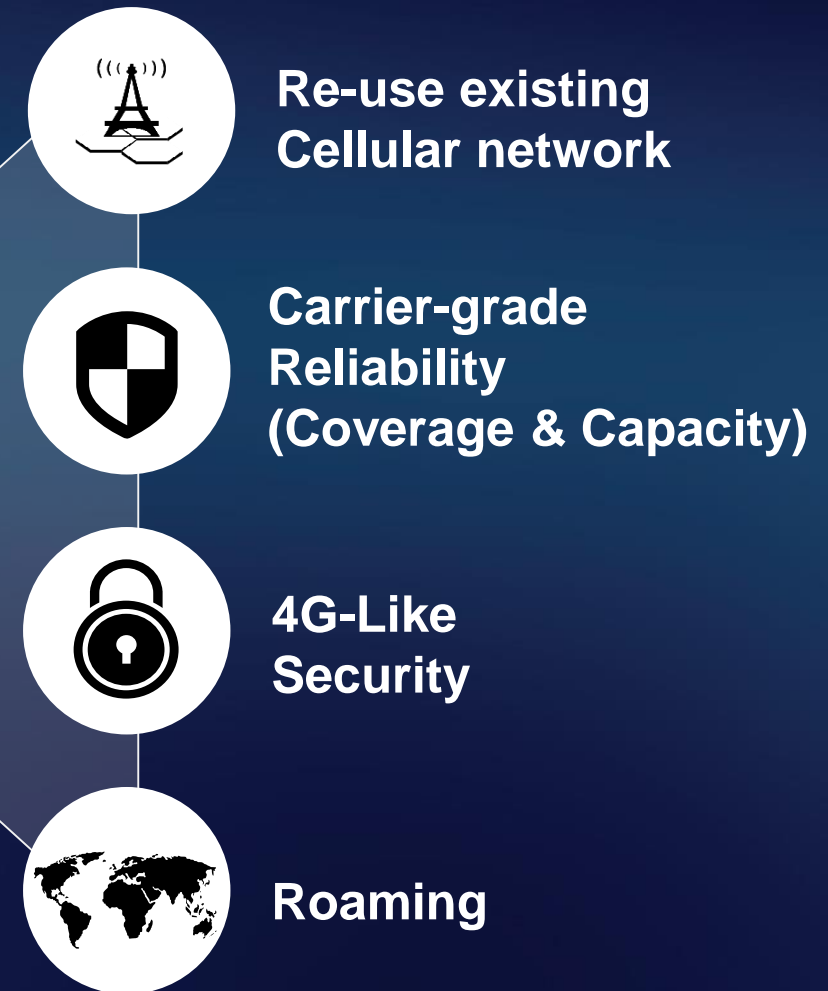 Re-use existing
Cellular network
Carrier-grade
Reliability
(Coverage & Capacity)
4G-Like
Security
Roaming